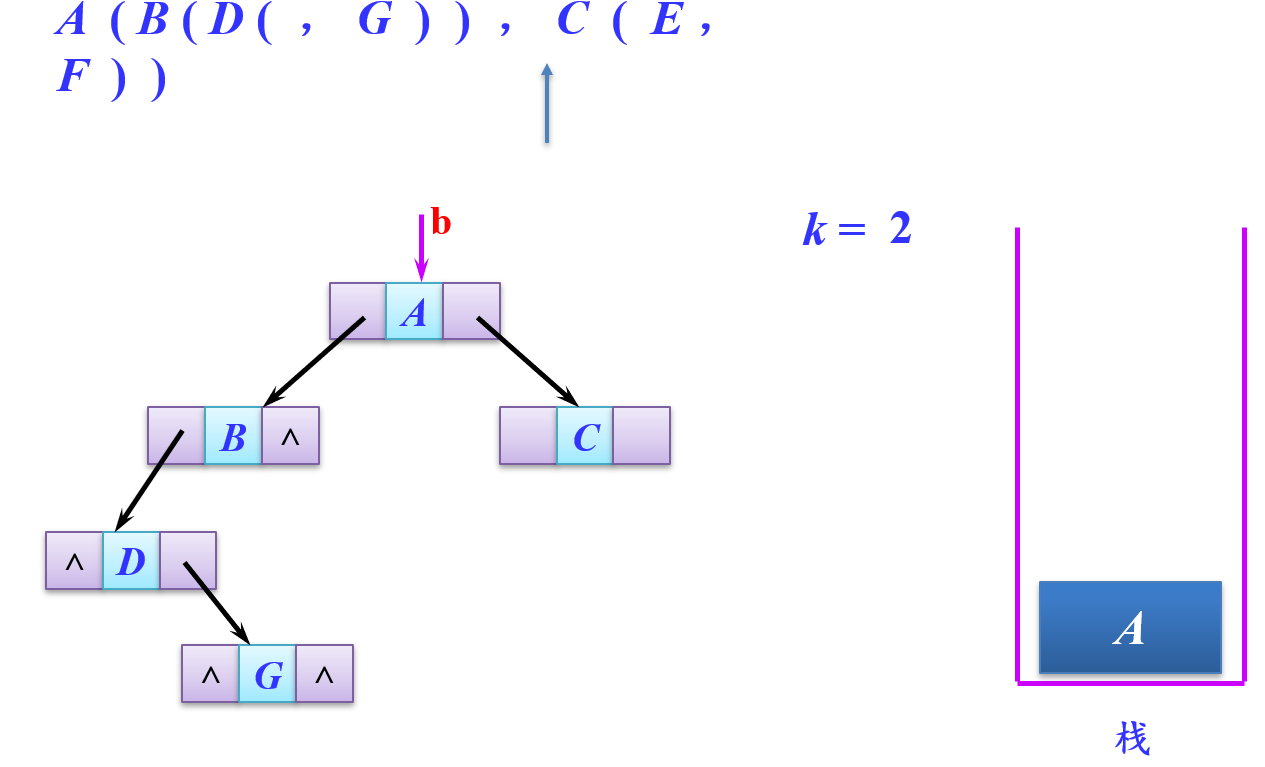 A ( B ( D ( , G ) ) , C ( E ,
F ) )
b
k = 2
A
B ^
C
^ D
^ G ^
A
栈